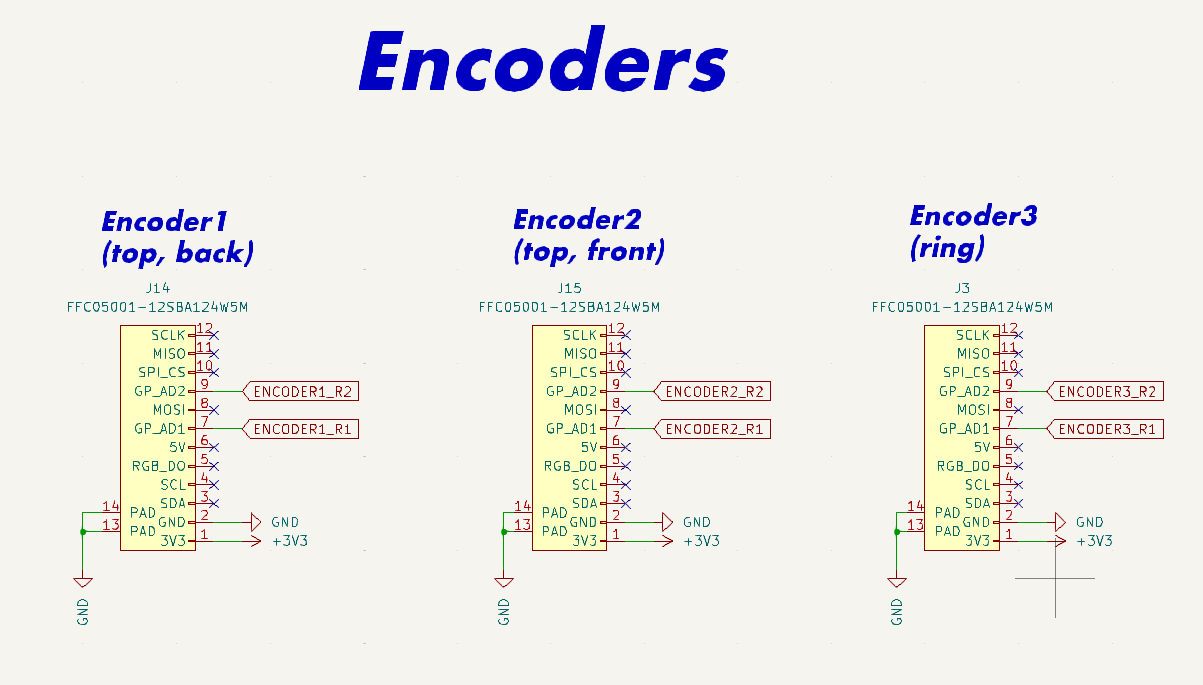 Encoders
Encoder1
(top, back)
J14
FFC05001-12SBA124W5M
SCLK 12
MISO 11
SPI_CS 10
GP_AD2 9 ENCODER1_R2
MOSI 8
GP_AD1 7 ENCODER1_R1
5V 6
RGB_DO 5
SCL 4
SDA 3
14 PAD GND 2 GND
13 PAD 3V3 1 +3V3
GND
Encoder2
(top, front)
J15
FFC05001-12SBA124W5M
SCLK 12
MISO 11
SPI_CS 10
GP_AD2 9 ENCODER2_R2
MOSI 8
GP_AD1 7 ENCODER2_R1
5V 6
RGB_DO 5
SCL 4
SDA 3
14 PAD GND 2 GND
13 PAD 3V3 1 +3V3
GND
Encoder3
(ring)
J3
FFC05001-12SBA124W5M
SCLK 12
MISO 11
SPI_CS 10
GP_AD2 9 ENCODER3_R2
MOSI 8
GP_AD1 7 ENCODER3_R1
5V 6
RGB_DO 5
SCL 4
SDA 3
14 PAD GND 2 GND
13 PAD 3V3 1 +3V3
GND